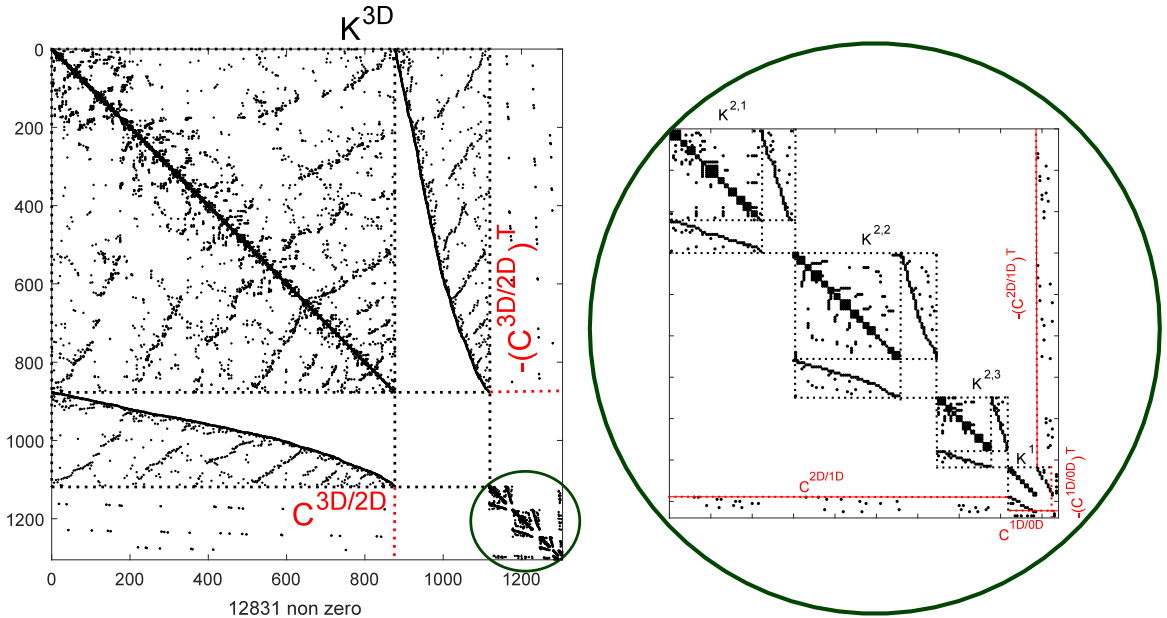 K^3D
0
200
400
600
800
1000
1200
-(C^3D/2D)^T
C^3D/2D
0
200
400
600
800
1000
1200
12831 non zero
K^2,1
K^2,2
K^2,3
K^1
-(C^2D/1D)^T
C^2D/1D
-(C^1D/0D)^T
C^1D/0D